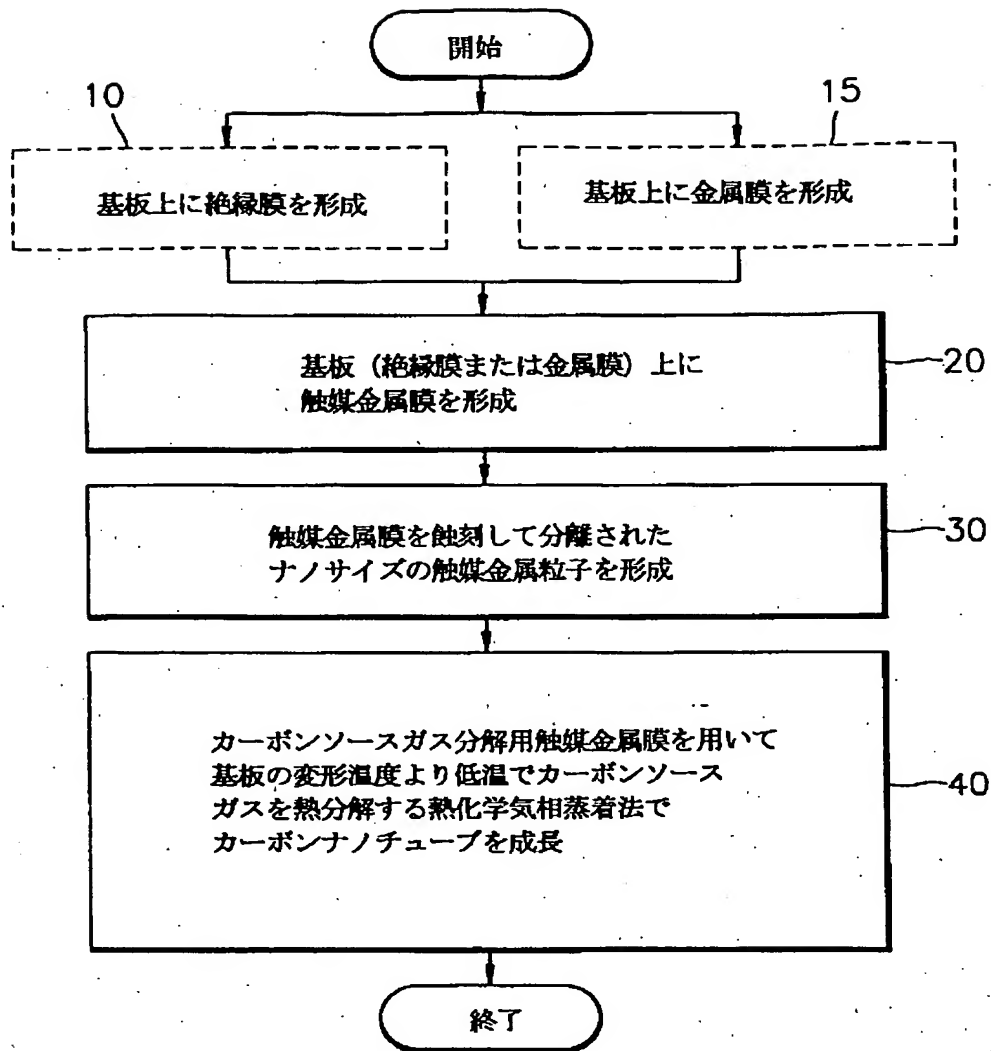 開始
10
15
基板上に絶縁膜を形成
基板上に金属膜を形成
基板（絶縁膜または金属膜）上に
触媒金属膜を形成
20
触媒金属膜を蝕刻して分離された
ナノサイズの触媒金属粒子を形成
30
カーボンソースガス分解用触媒金属膜を用いて
基板の変形温度より低温でカーボンソース
ガスを熱分解する熱化学気相蒸着法で
カーボンナノチューブを成長
40
終了